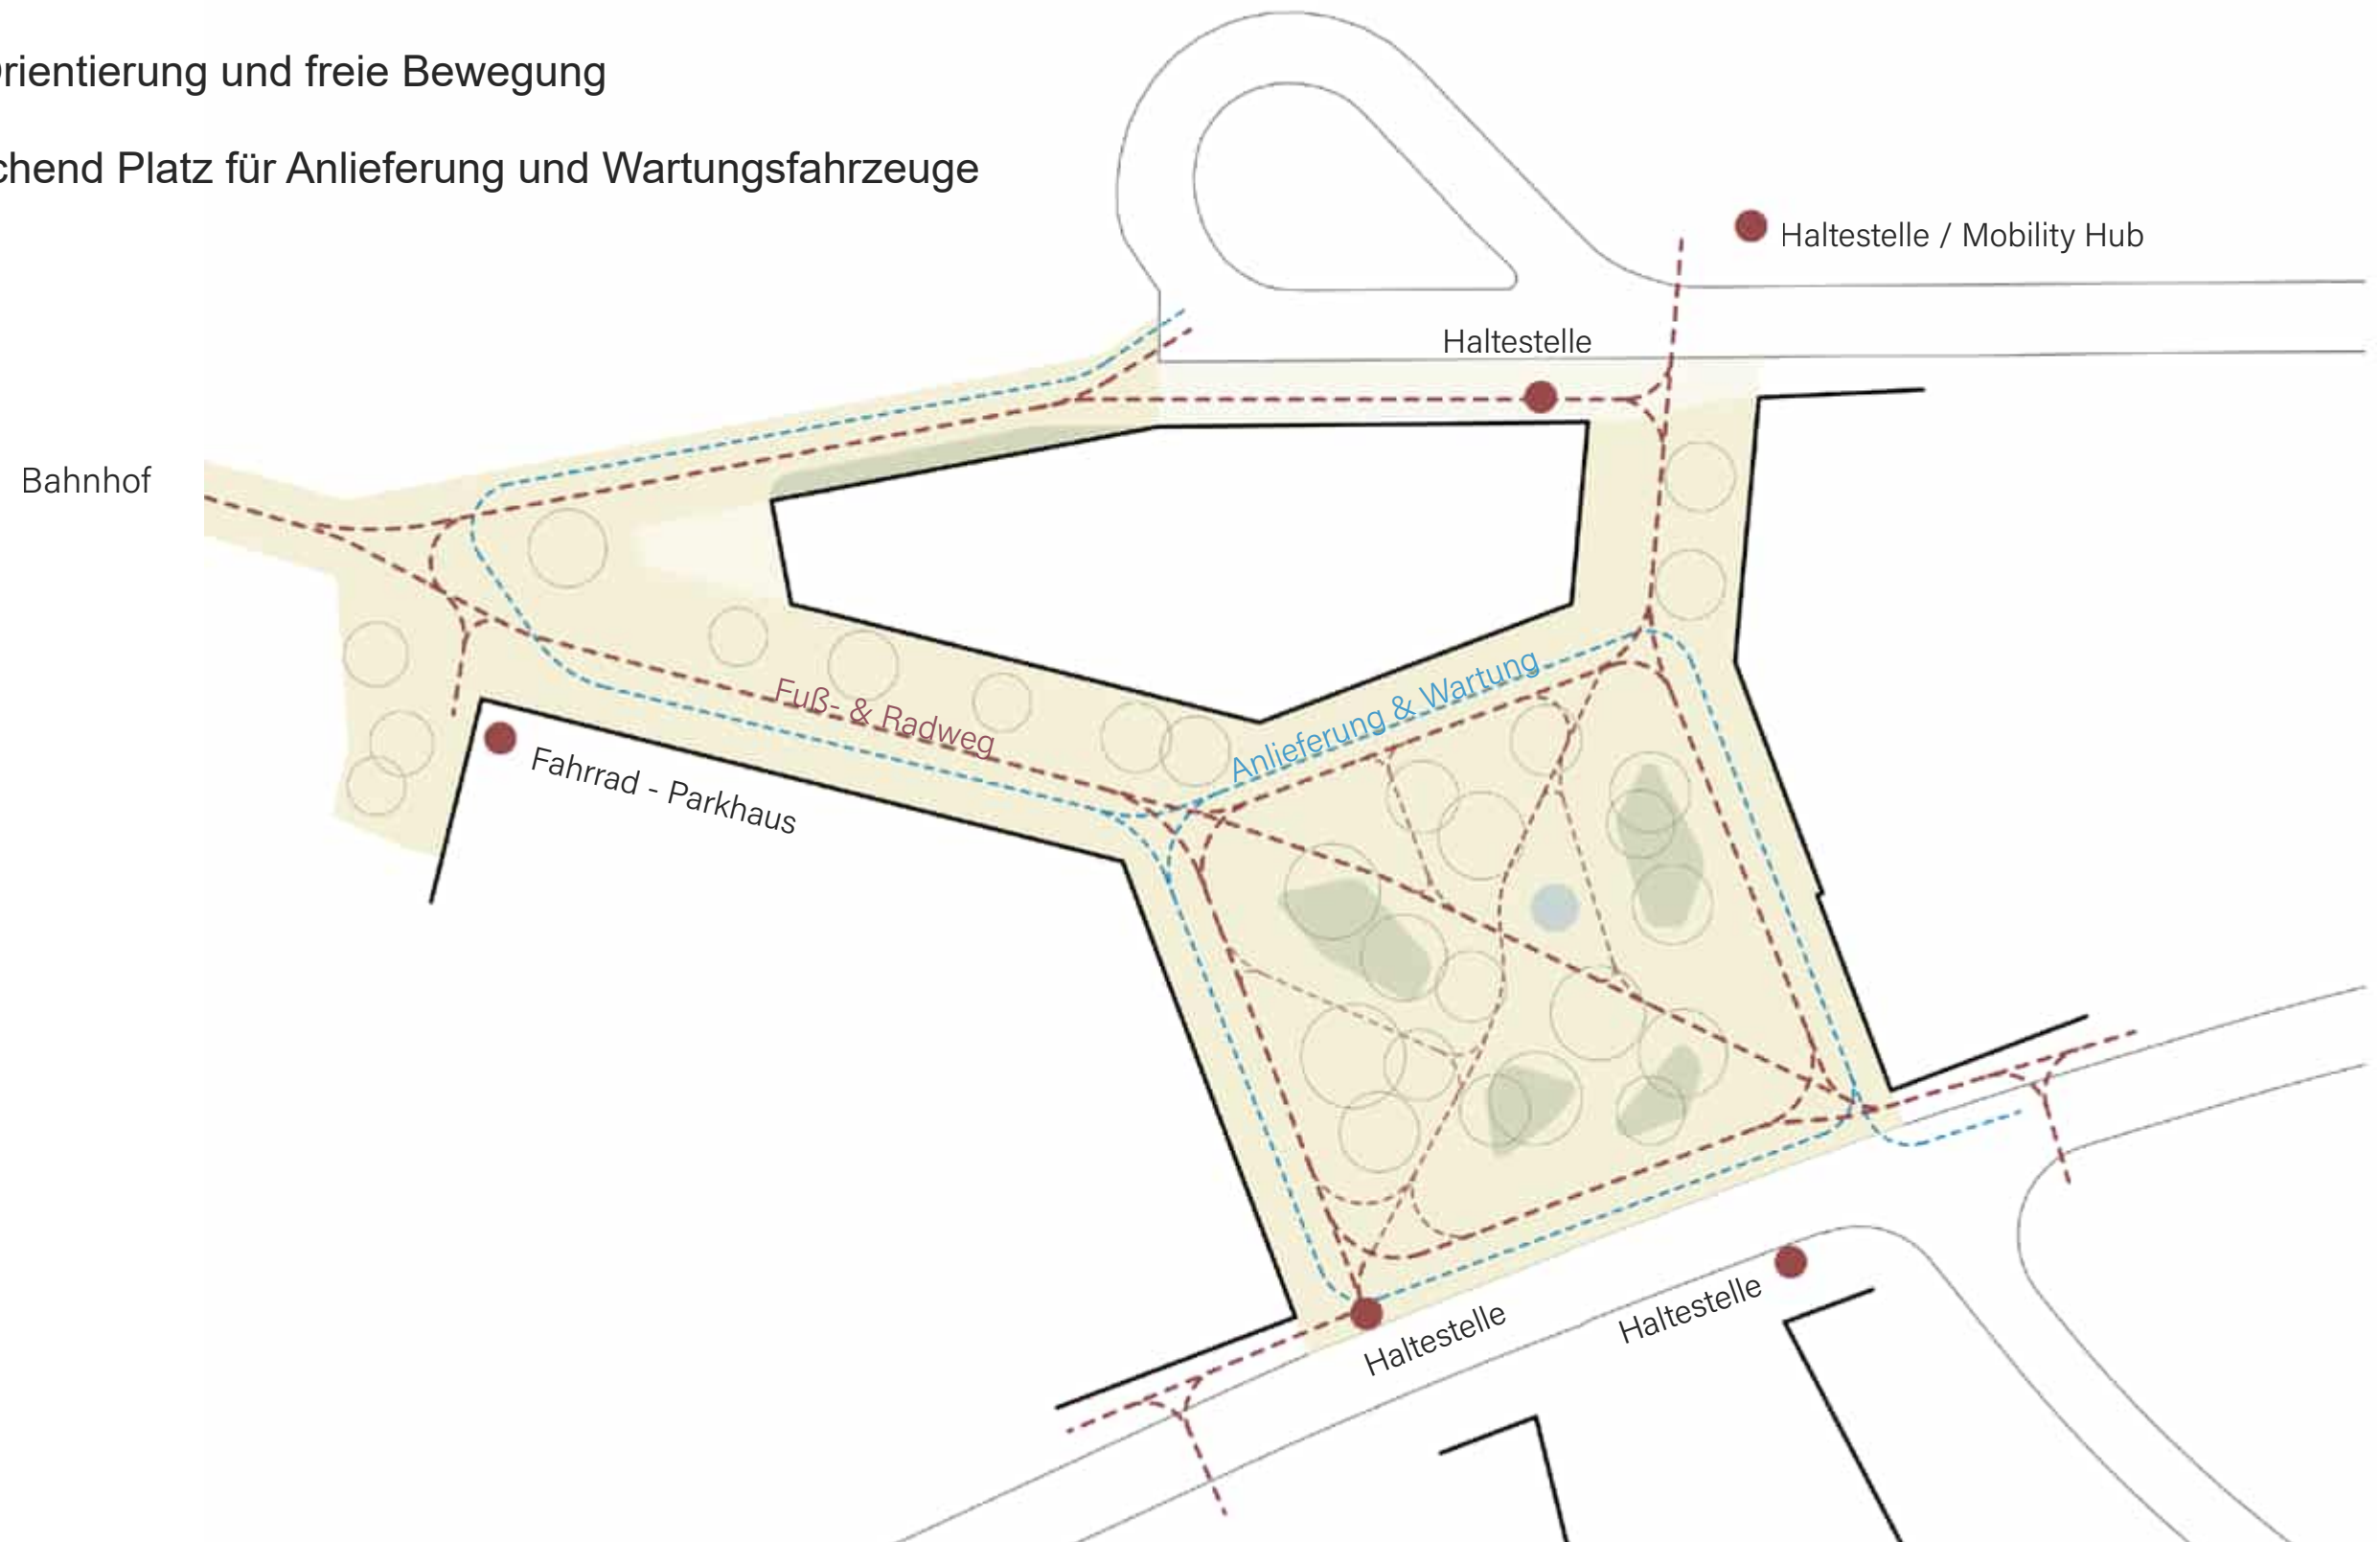 rientierung und freie Bewegung
chend Platz für Anlieferung und Wartungsfahrzeuge
Haltestelle / Mobility Hub
Haltestelle
Bahnhof
Fuß- & Radweg
Anlieferung & Wartung
Fahrrad - Parkhaus
Haltestelle
Haltestelle